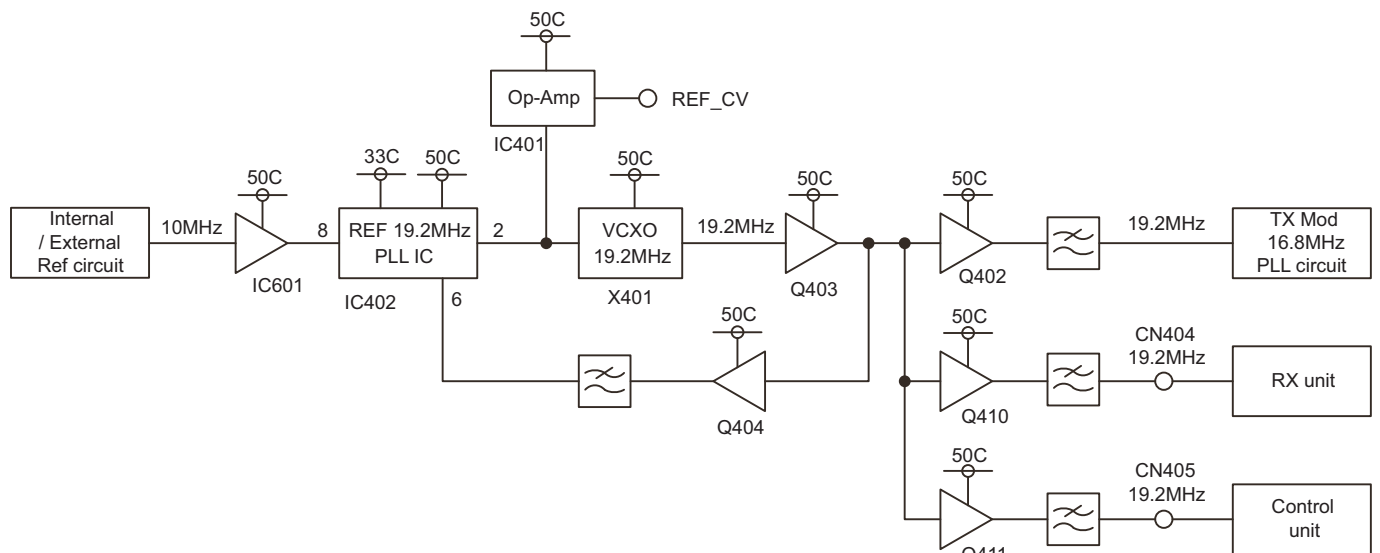 50C
Op-Amp
REF_CV
IC401
33C
50C
50C
50C
50C
50C
Internal
/ External
Ref circuit
10MHz
IC601
8
REF 19.2MHz
PLL IC
IC402
2
6
VCXO
19.2MHz
X401
19.2MHz
Q403
Q402
19.2MHz
TX Mod
16.8MHz
PLL circuit
50C
Q404
50C
Q410
CN404
19.2MHz
RX unit
50C
Q411
CN405
19.2MHz
Control
unit